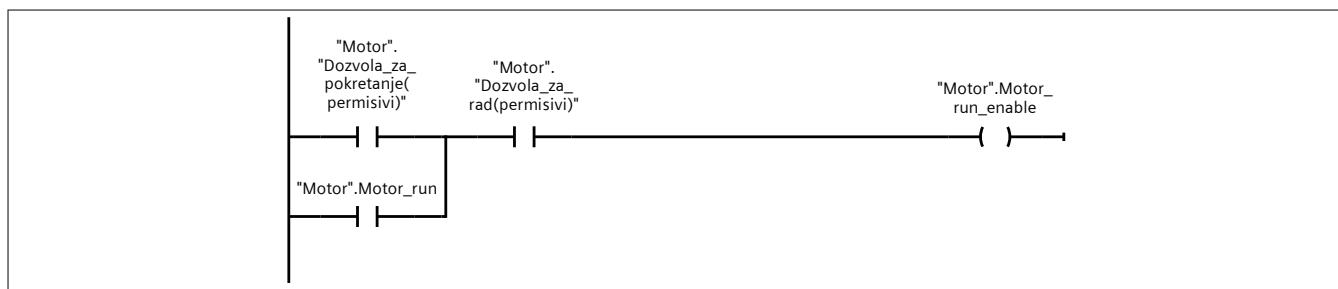 "Motor".
"Dozvola_za_
pokretanje(
permisivi)"
"Motor".
"Dozvola_za_
rad(permisivi)"
"Motor".Motor_
run_enable
"Motor".Motor_run